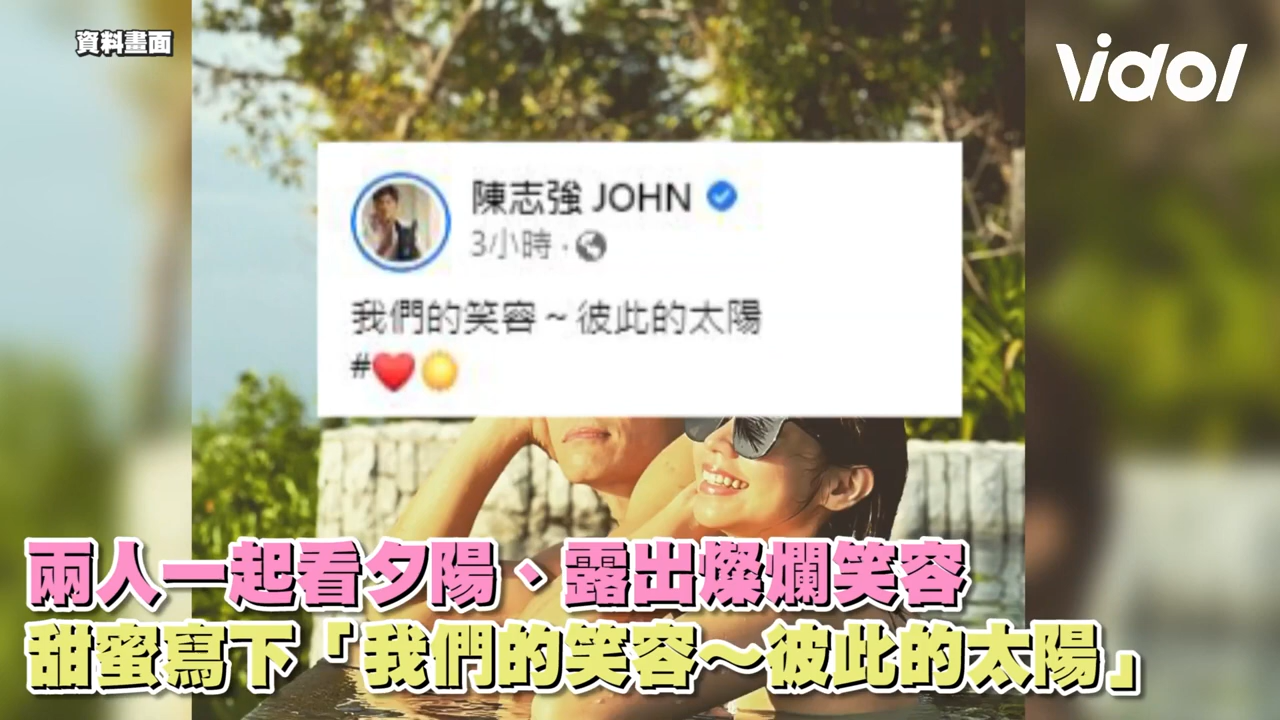 資料畫面
Vidol
陳志強 JOHN
3小時 ·
我們的笑容～彼此的太陽
#❤️☀️
兩人一起看夕陽、露出燦爛笑容
甜蜜寫下「我們的笑容～彼此的太陽」